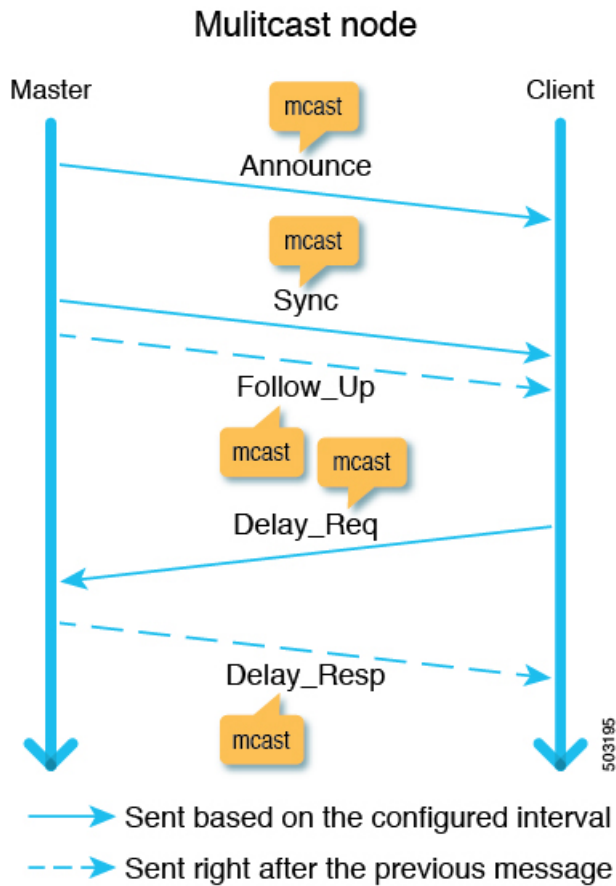 Mulitcast node
Master
Client
mcast
Announce
mcast
Sync
Follow_Up
mcast
mcast
Delay_Req
Delay_Resp
mcast
503195
Sent based on the configured interval
Sent right after the previous message